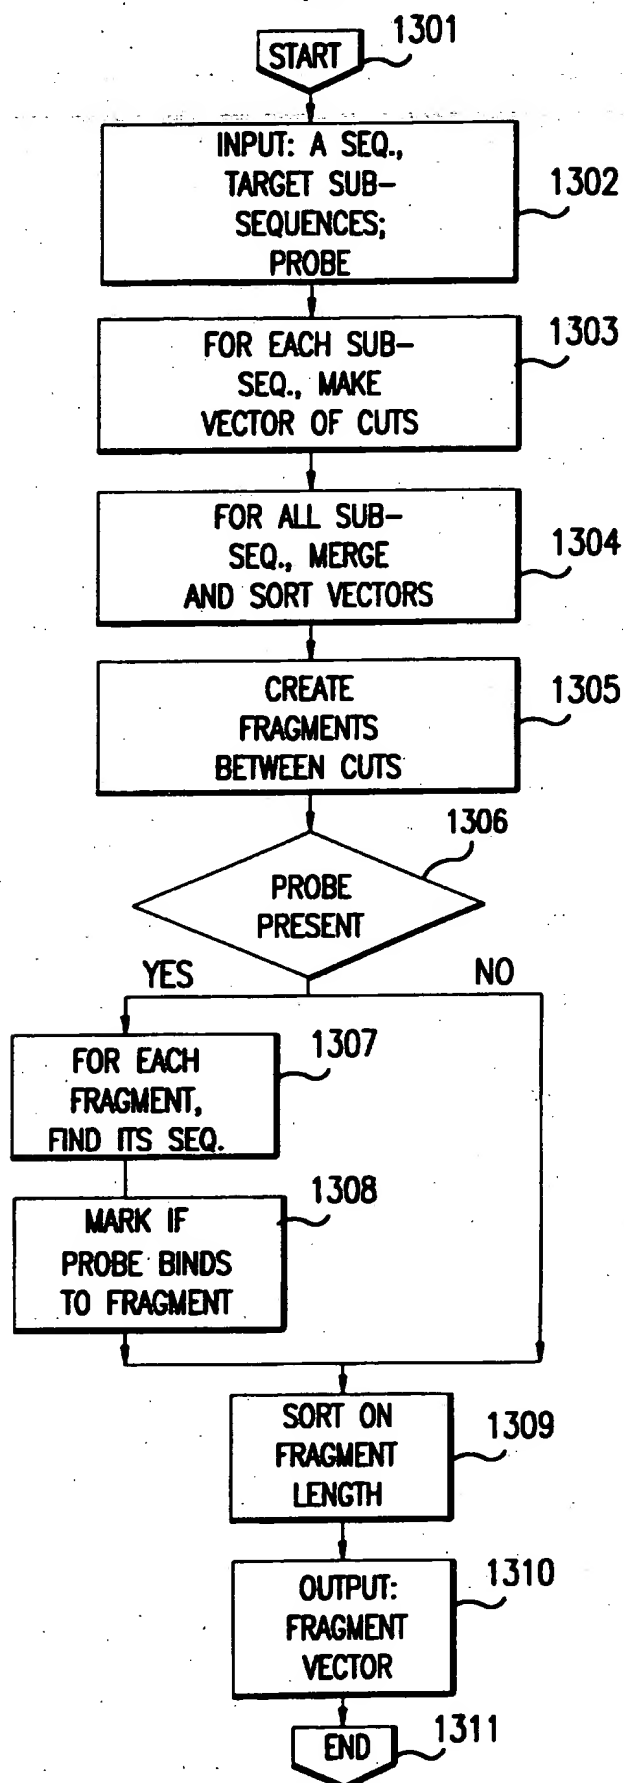 START
1301
INPUT: A SEQ.,
TARGET SUB-
SEQUENCES;
PROBE
1302
FOR EACH SUB-
SEQ., MAKE
VECTOR OF CUTS
1303
FOR ALL SUB-
SEQ., MERGE
AND SORT VECTORS
1304
CREATE
FRAGMENTS
BETWEEN CUTS
1305
1306
PROBE
PRESENT
YES
NO
FOR EACH
FRAGMENT,
FIND ITS SEQ.
1307
MARK IF
PROBE BINDS
TO FRAGMENT
1308
SORT ON
FRAGMENT
LENGTH
1309
OUTPUT:
FRAGMENT
VECTOR
1310
END
1311